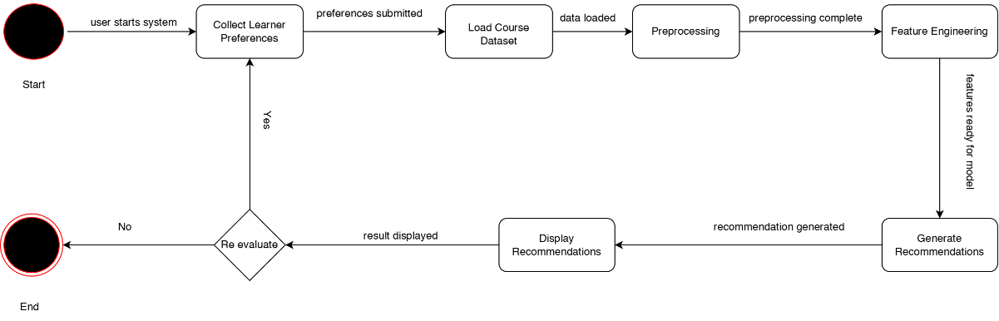 user starts system
Collect Learner
Preferences
preferences submitted
Load Course
Dataset
data loaded
Preprocessing
preprocessing complete
Feature Engineering
Start
Yes
features ready for model
No
Re evaluate
result displayed
Display
Recommendations
recommendation generated
Generate
Recommendations
End